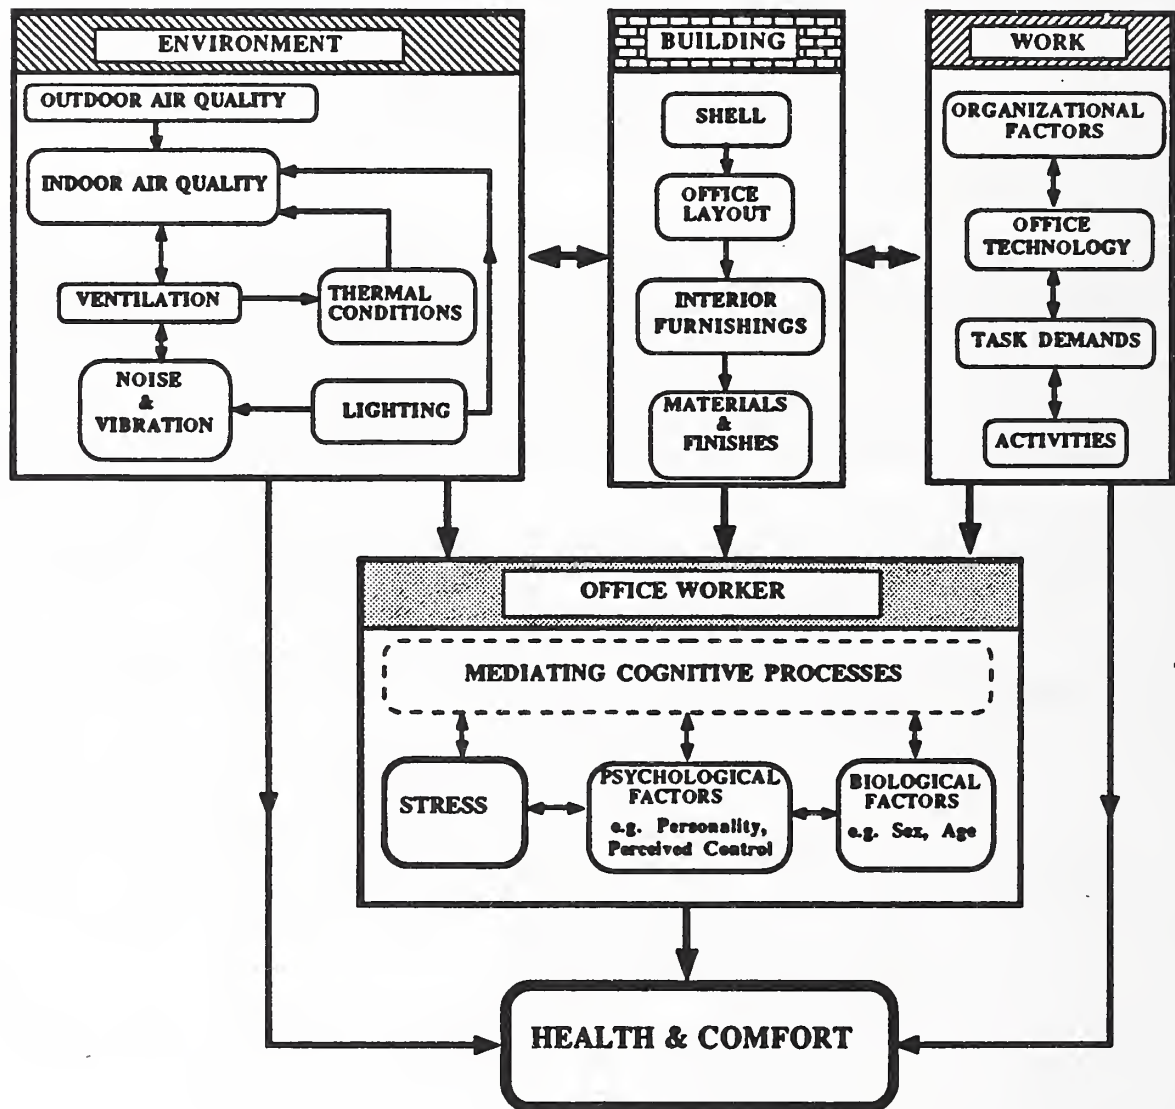 ENVIRONMENT
OUTDOOR AIR QUALITY
INDOOR AIR QUALITY
VENTILATION
THERMAL
CONDITIONS
NOISE
&
VIBRATION
LIGHTING
BUILDING
SHELL
OFFICE
LAYOUT
INTERIOR
FURNISHINGS
MATERIALS
&
FINISHES
WORK
ORGANIZATIONAL
FACTORS
OFFICE
TECHNOLOGY
TASK DEMANDS
ACTIVITIES
OFFICE WORKER
MEDIATING COGNITIVE PROCESSES
STRESS
PSYCHOLOGICAL
FACTORS
e.g. Personality,
Perceived Control
BIOLOGICAL
FACTORS
e.g. Sex, Age
HEALTH & COMFORT